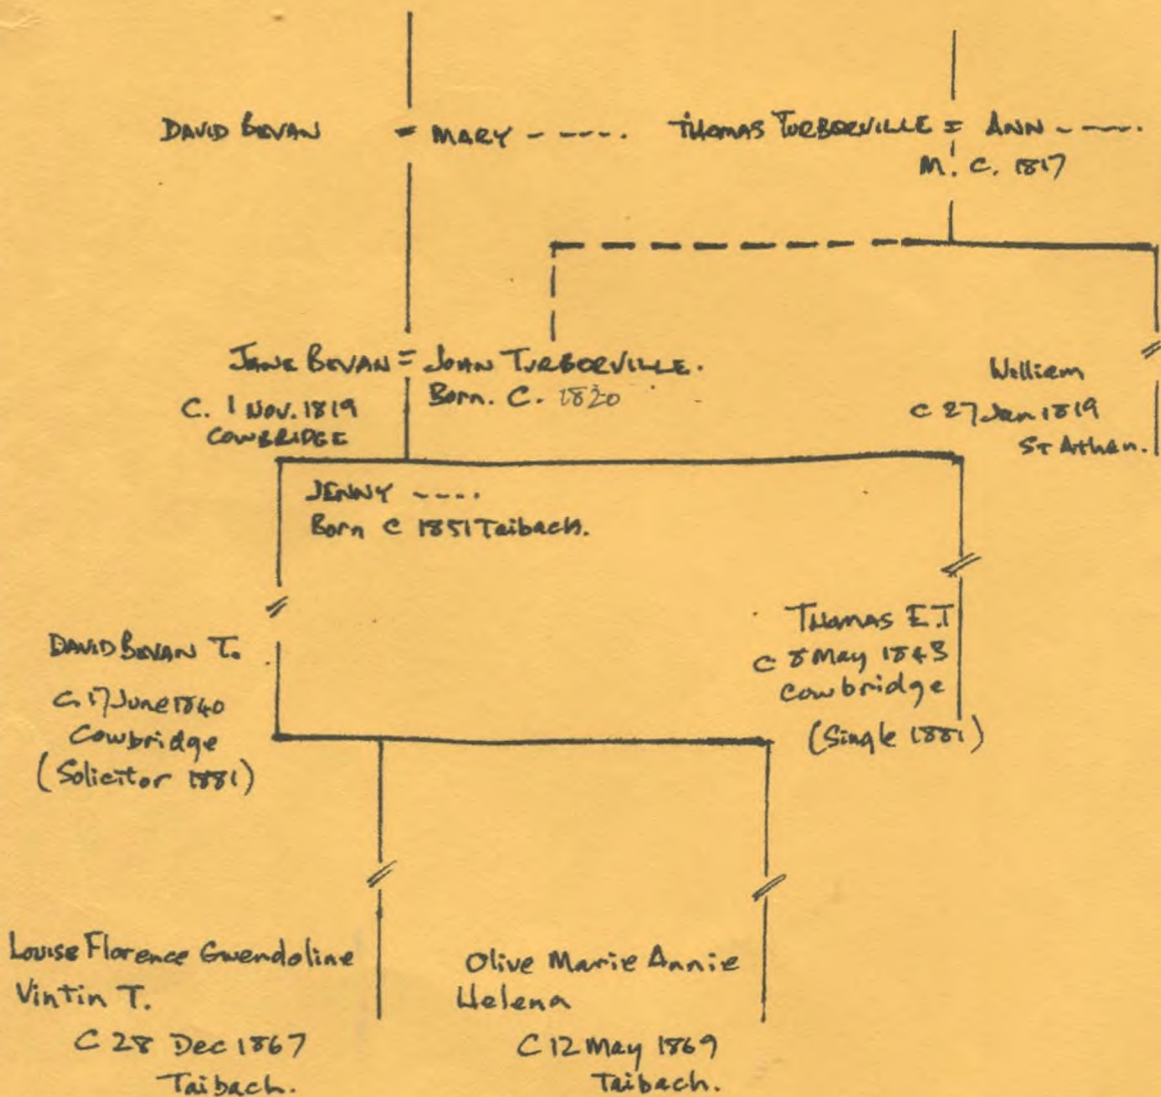 DAVID BEVAN = MARY - - - - -. THOMAS TURBERVILLE = ANN - - - -.
M. C. 1817
JANE BEVAN = JOHN TURBERVILLE.
Born. C. 1820
C. 1 NOV. 1819
COWBRIDGE
William
C 27 Jan 1819
ST Athan.
JENNY - - - -.
Born C 1851 Taibach.
DAVID BEVAN T.
C. 17 June 1840
Cowbridge
(Solicitor 1881)
THOMAS E.T
C 8 May 1843
Cowbridge
(Single 1881)
Louise Florence Gwendoline
Vintin T.
C 28 Dec 1867
Taibach.
Olive Marie Annie
Helena
C 12 May 1869
Taibach.